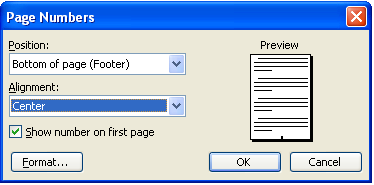 Page Numbers
Position:
Bottom of page (Footer)
Alignment:
Center
Show number on first page
Preview
Format...
OK
Cancel